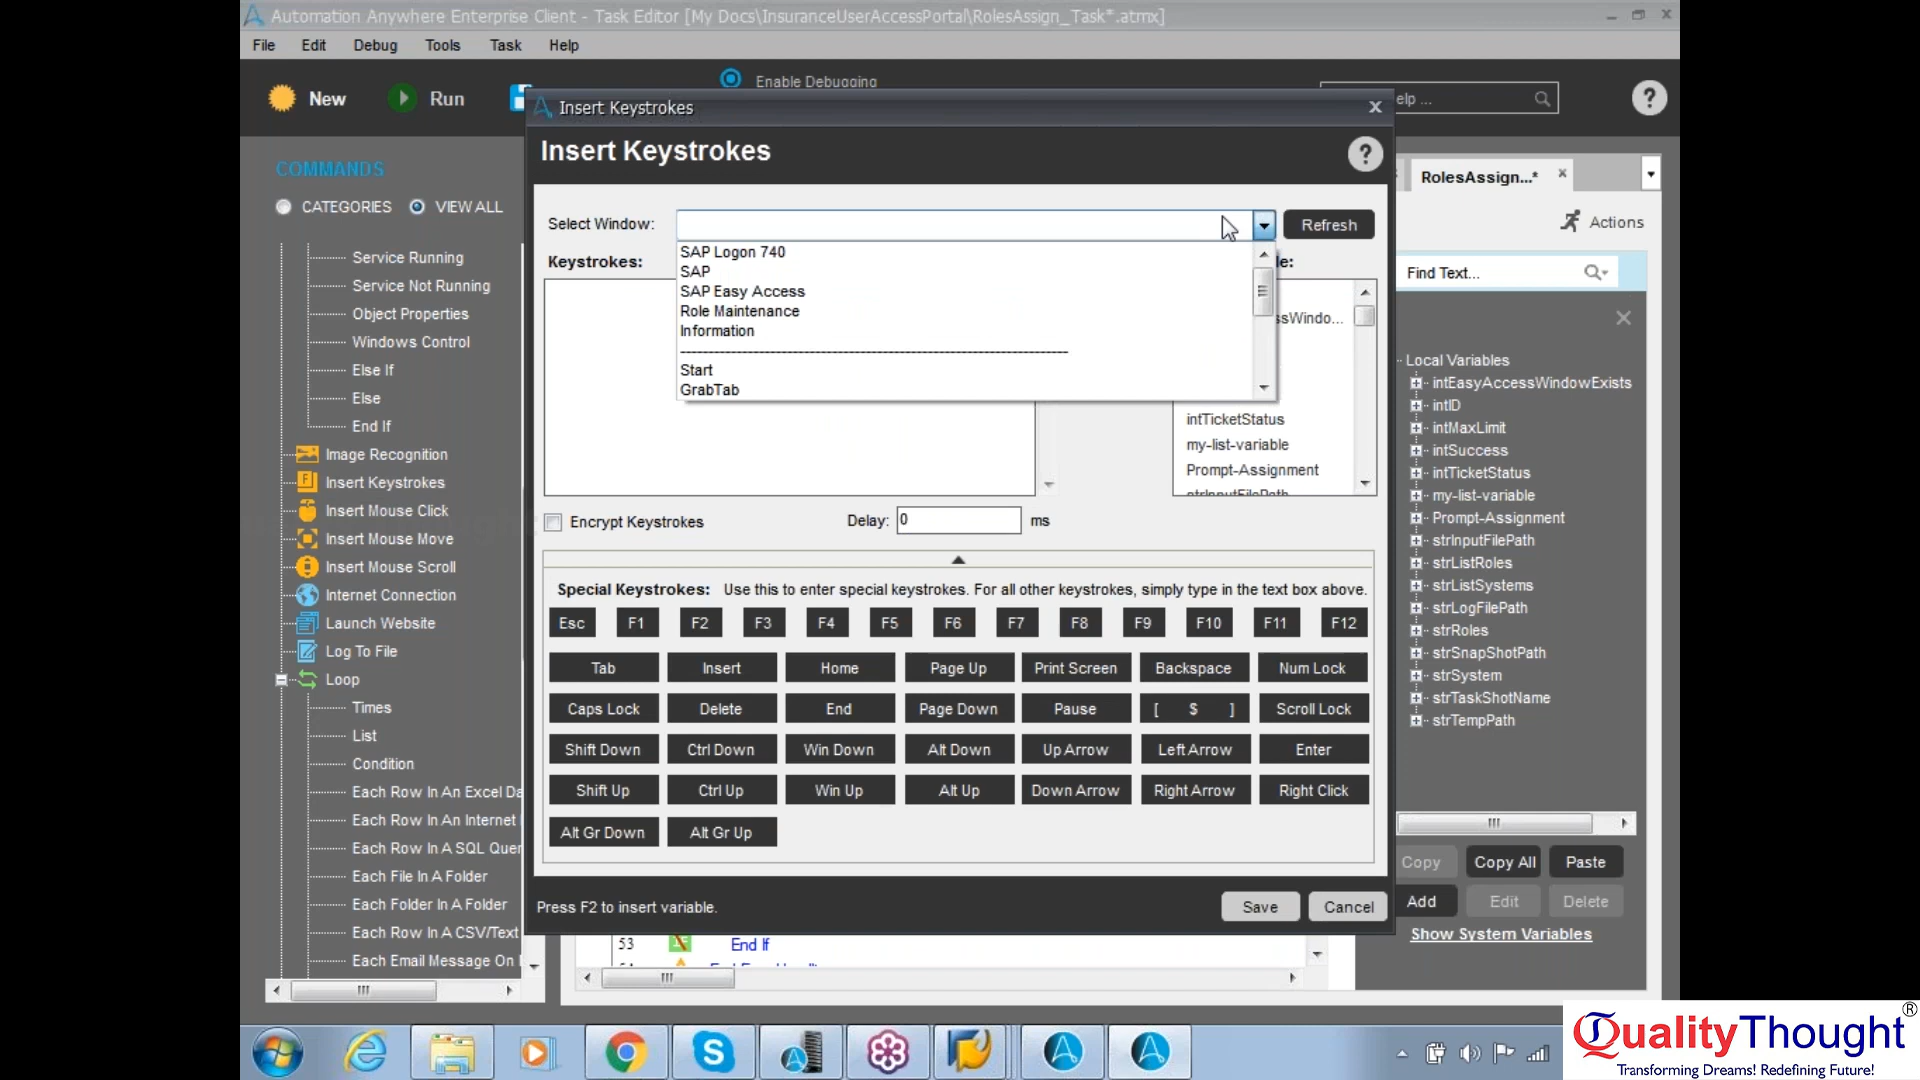 Automation Anywhere Enterprise Client - Task Editor [My Docs\InsuranceUserAccessPortal\RolesAssign_Task*.atmx]
File Edit Debug Tools Task Help
New Run Enable Debugging elp ... ?
Insert Keystrokes x
Insert Keystrokes ?
COMMANDS
CATEGORIES VIEW ALL
Service Running
Service Not Running
Object Properties
Windows Control
Else If
Else
End If
Image Recognition
Insert Keystrokes
Insert Mouse Click
Insert Mouse Move
Insert Mouse Scroll
Internet Connection
Launch Website
Log To File
Loop
Times
List
Condition
Each Row In An Excel Da
Each Row In An Internet
Each Row In A SQL Quer
Each File In A Folder
Each Folder In A Folder
Each Row In A CSV/Text
Each Email Message On
Select Window: Refresh
SAP Logon 740
SAP
SAP Easy Access
Role Maintenance
Information
Start
GrabTab
Keystrokes: le:
ssWindo...
intTicketStatus
my-list-variable
Prompt-Assignment
strInputFilePath
Encrypt Keystrokes Delay: 0 ms
Special Keystrokes: Use this to enter special keystrokes. For all other keystrokes, simply type in the text box above.
Esc F1 F2 F3 F4 F5 F6 F7 F8 F9 F10 F11 F12
Tab Insert Home Page Up Print Screen Backspace Num Lock
Caps Lock Delete End Page Down Pause [ $ ] Scroll Lock
Shift Down Ctrl Down Win Down Alt Down Up Arrow Left Arrow Enter
Shift Up Ctrl Up Win Up Alt Up Down Arrow Right Arrow Right Click
Alt Gr Down Alt Gr Up
Press F2 to insert variable. Save Cancel
53 End If
RolesAssign...* x
Actions
Find Text...
Local Variables
intEasyAccessWindowExists
intID
intMaxLimit
intSuccess
intTicketStatus
my-list-variable
Prompt-Assignment
strInputFilePath
strListRoles
strListSystems
strLogFilePath
strRoles
strSnapShotPath
strSystem
strTaskShotName
strTempPath
Copy Copy All Paste
Add Edit Delete
Show System Variables
QualityThought®
Transforming Dreams! Redefining Future!